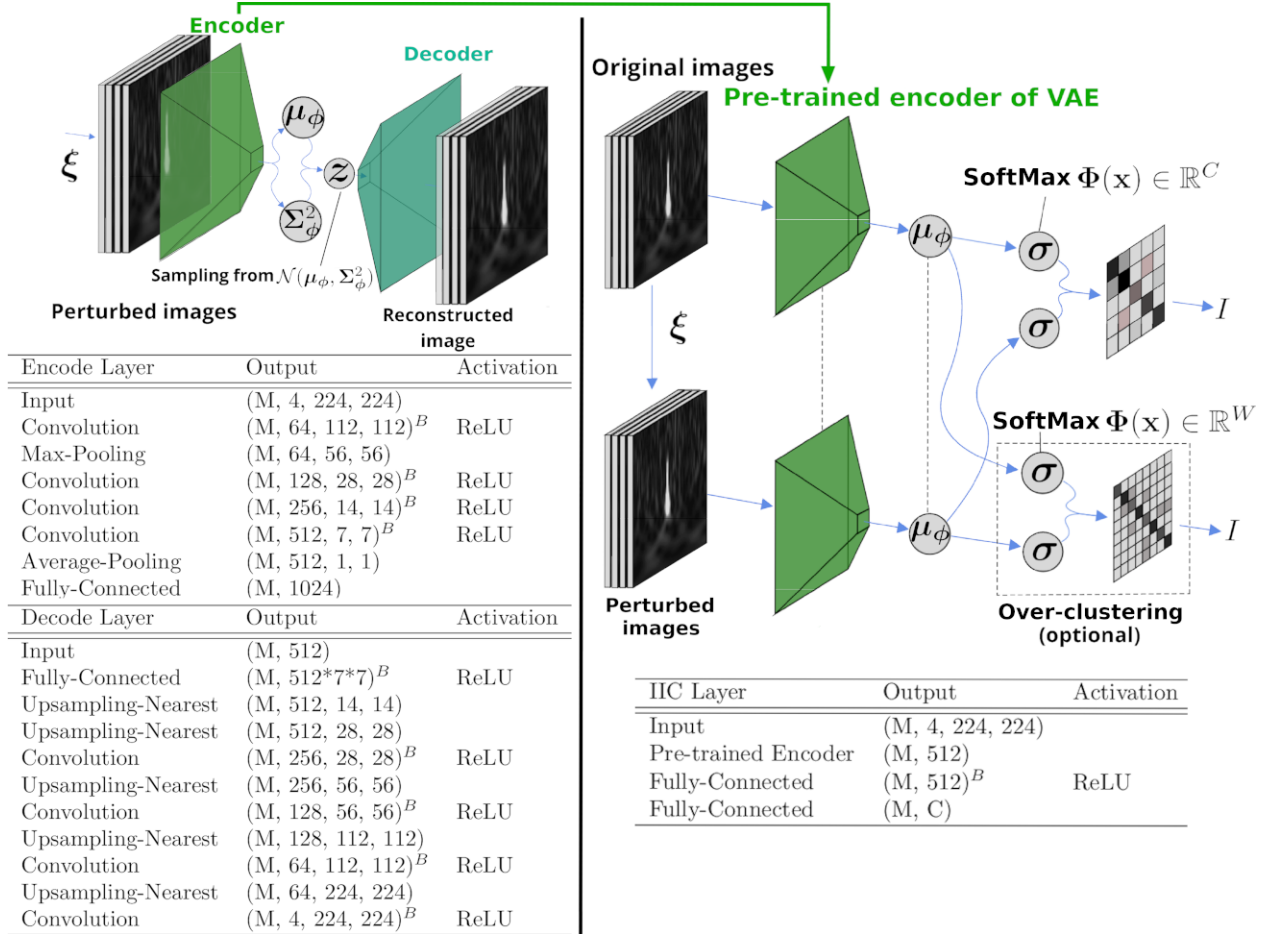 Encoder
Decoder
ξ
μ_ϕ
Σ²_ϕ
z
Sampling from 𝒩(μ_ϕ, Σ²_ϕ)
Perturbed images
Reconstructed
image
Encode Layer Output Activation
Input (M, 4, 224, 224)
Convolution (M, 64, 112, 112)^B ReLU
Max-Pooling (M, 64, 56, 56)
Convolution (M, 128, 28, 28)^B ReLU
Convolution (M, 256, 14, 14)^B ReLU
Convolution (M, 512, 7, 7)^B ReLU
Average-Pooling (M, 512, 1, 1)
Fully-Connected (M, 1024)
Decode Layer Output Activation
Input (M, 512)
Fully-Connected (M, 512*7*7)^B ReLU
Upsampling-Nearest (M, 512, 14, 14)
Upsampling-Nearest (M, 512, 28, 28)
Convolution (M, 256, 28, 28)^B ReLU
Upsampling-Nearest (M, 256, 56, 56)
Convolution (M, 128, 56, 56)^B ReLU
Upsampling-Nearest (M, 128, 112, 112)
Convolution (M, 64, 112, 112)^B ReLU
Upsampling-Nearest (M, 64, 224, 224)
Convolution (M, 4, 224, 224)^B ReLU
Original images
Pre-trained encoder of VAE
SoftMax Φ(x) ∈ ℝ^C
μ_ϕ
σ
σ
I
ξ
SoftMax Φ(x) ∈ ℝ^W
σ
μ_ϕ
σ
I
Perturbed
images
Over-clustering
(optional)
IIC Layer Output Activation
Input (M, 4, 224, 224)
Pre-trained Encoder (M, 512)
Fully-Connected (M, 512)^B ReLU
Fully-Connected (M, C)